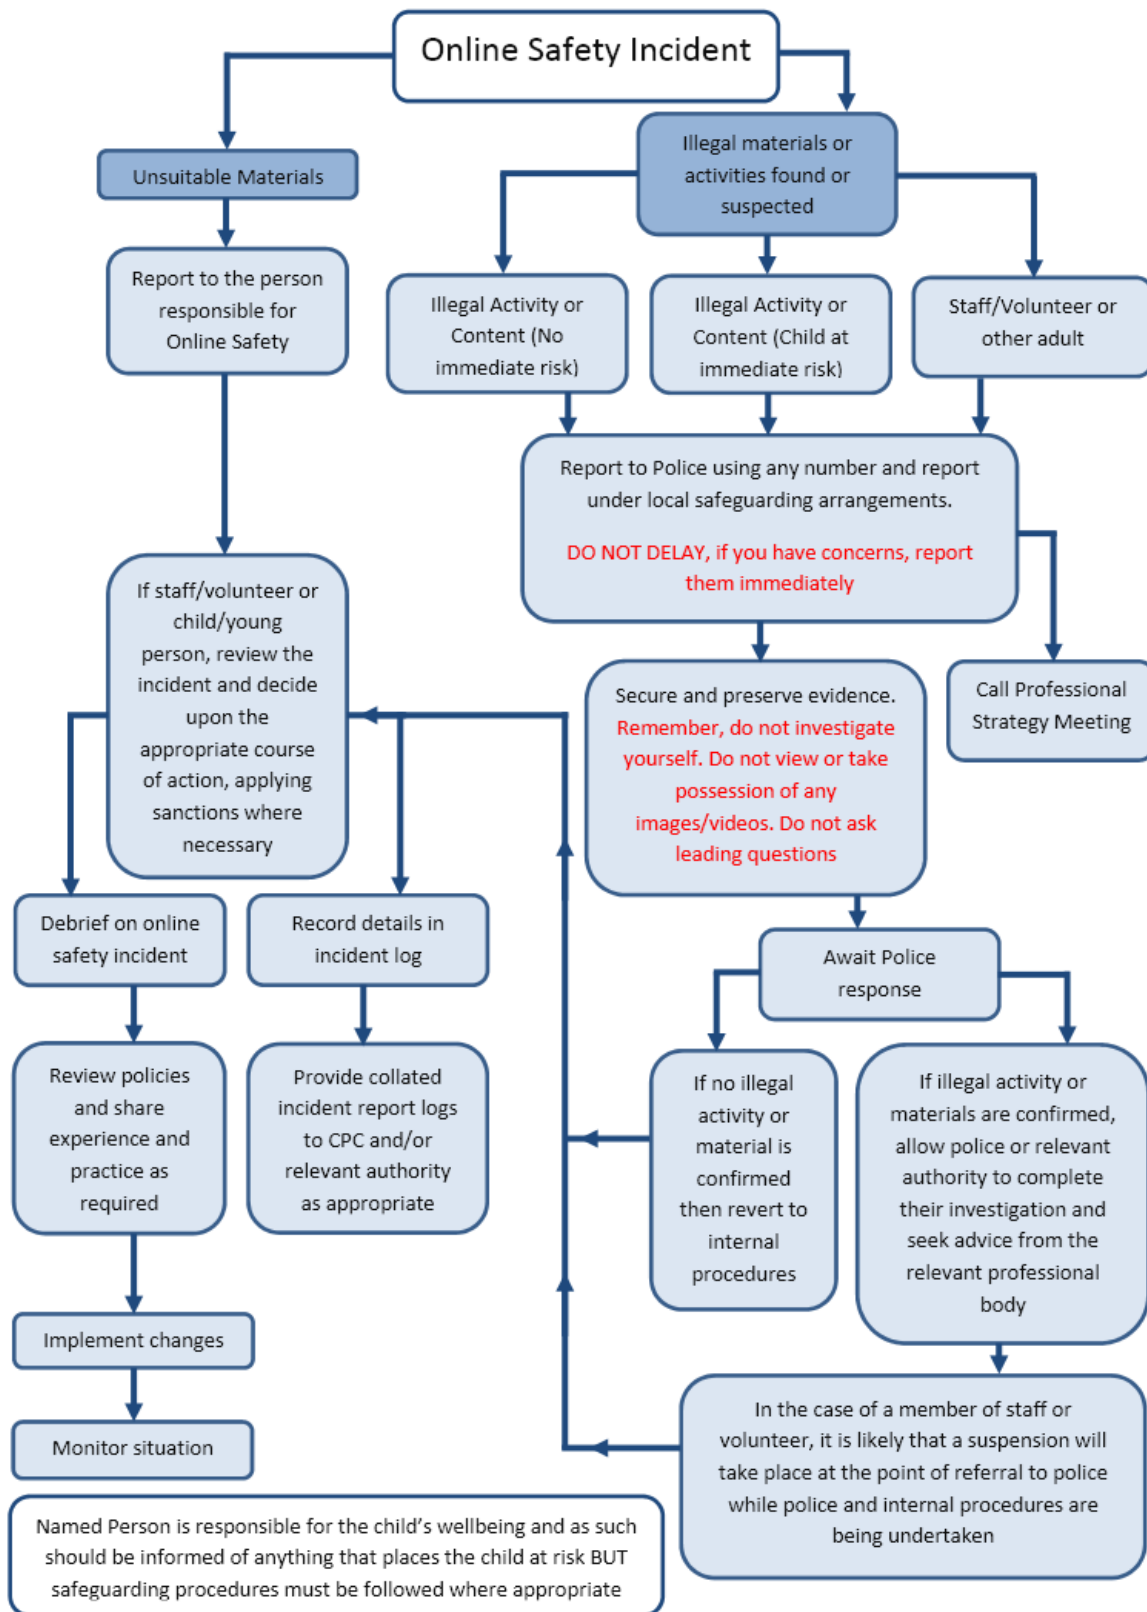 Online Safety Incident
Unsuitable Materials
Illegal materials or
activities found or
suspected
Report to the person
responsible for
Online Safety
Illegal Activity or
Content (No
immediate risk)
Illegal Activity or
Content (Child at
immediate risk)
Staff/Volunteer or
other adult
Report to Police using any number and report
under local safeguarding arrangements.
DO NOT DELAY, if you have concerns, report
them immediately
If staff/volunteer or
child/young
person, review the
incident and decide
upon the
appropriate course
of action, applying
sanctions where
necessary
Secure and preserve evidence.
Remember, do not investigate
yourself. Do not view or take
possession of any
images/videos. Do not ask
leading questions
Call Professional
Strategy Meeting
Debrief on online
safety incident
Record details in
incident log
Await Police
response
Review policies
and share
experience and
practice as
required
Provide collated
incident report logs
to CPC and/or
relevant authority
as appropriate
If no illegal
activity or
material is
confirmed
then revert to
internal
procedures
If illegal activity or
materials are confirmed,
allow police or relevant
authority to complete
their investigation and
seek advice from the
relevant professional
body
Implement changes
Monitor situation
In the case of a member of staff or
volunteer, it is likely that a suspension will
take place at the point of referral to police
while police and internal procedures are
being undertaken
Named Person is responsible for the child’s wellbeing and as such
should be informed of anything that places the child at risk BUT
safeguarding procedures must be followed where appropriate